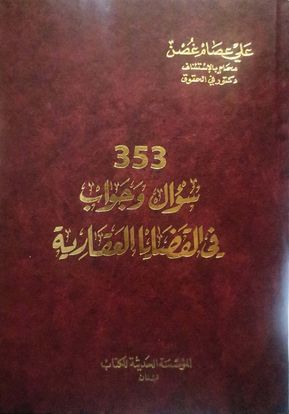 علي عصام غصن
محام بالإستئناف
دكتور في الحقوق
353
سؤال وجواب
في القضايا العقارية
المؤسسة الحديثة للكتاب
لبنان